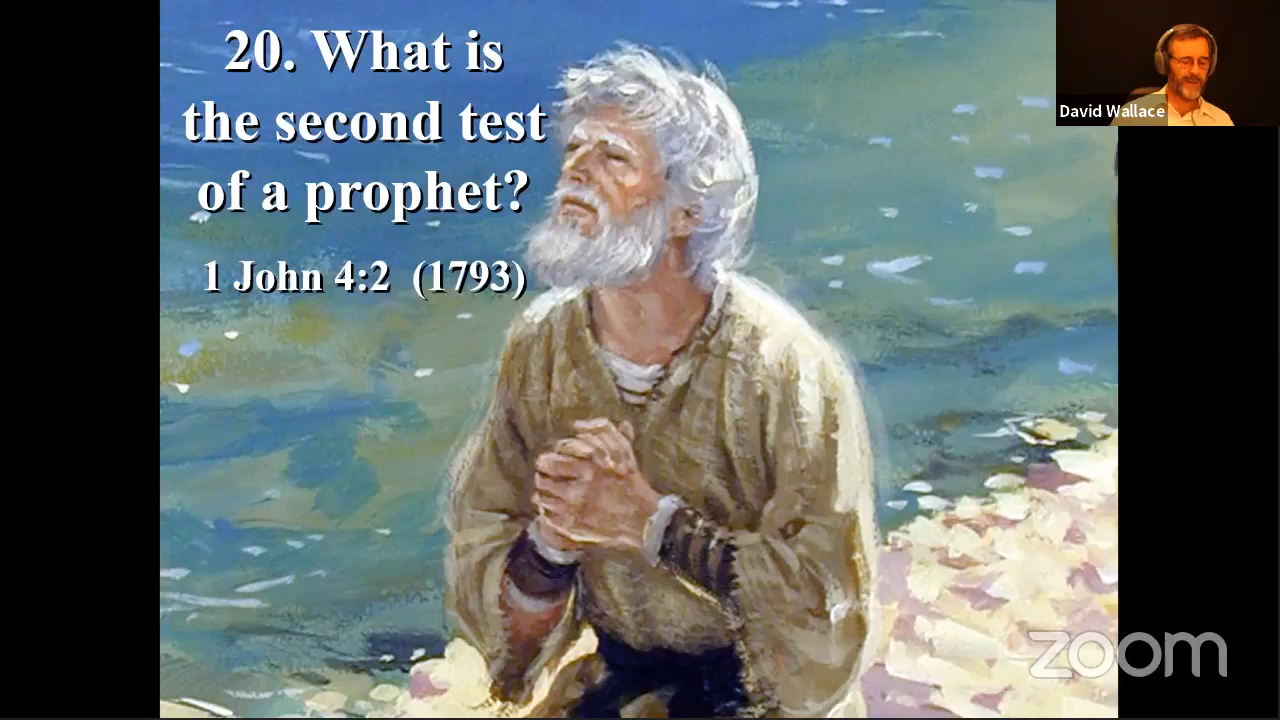 20. What is
the second test
of a prophet?
1 John 4:2 (1793)
David Wallace
zoom